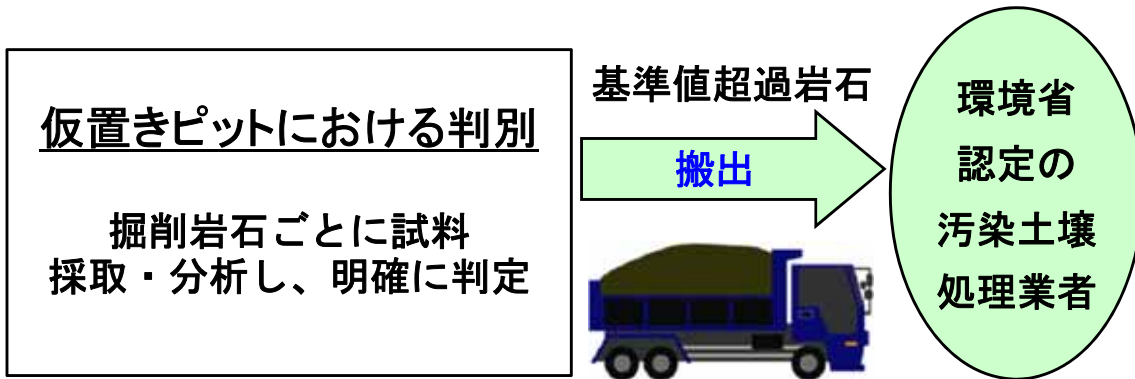 仮置きピットにおける判別
掘削岩石ごとに試料
採取・分析し、明確に判定
基準値超過岩石
搬出
環境省
認定の
汚染土壌
処理業者